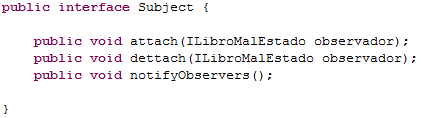 public interface Subject {
public void attach(ILibroMalEstado observador);
public void dettach(ILibroMalEstado observador);
public void notifyObservers();
}